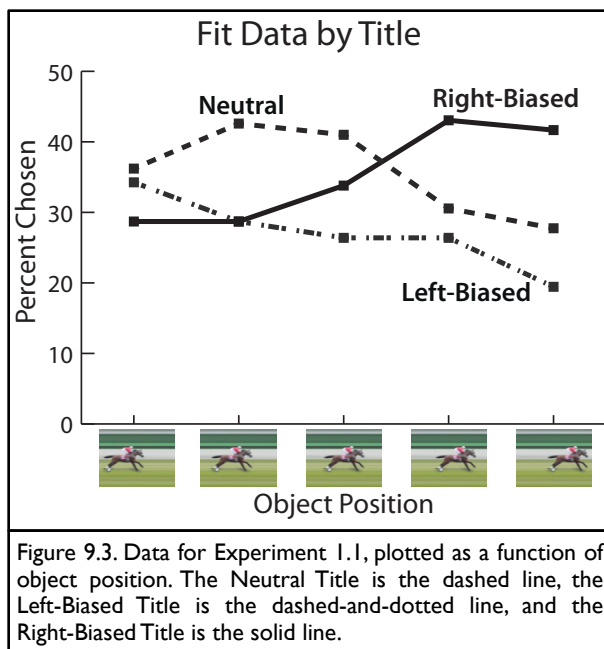 Fit Data by Title
50
40
30
20
10
0
Percent Chosen
Neutral
Right-Biased
Left-Biased
Object Position
Figure 9.3. Data for Experiment 1.1, plotted as a function of
object position. The Neutral Title is the dashed line, the
Left-Biased Title is the dashed-and-dotted line, and the
Right-Biased Title is the solid line.